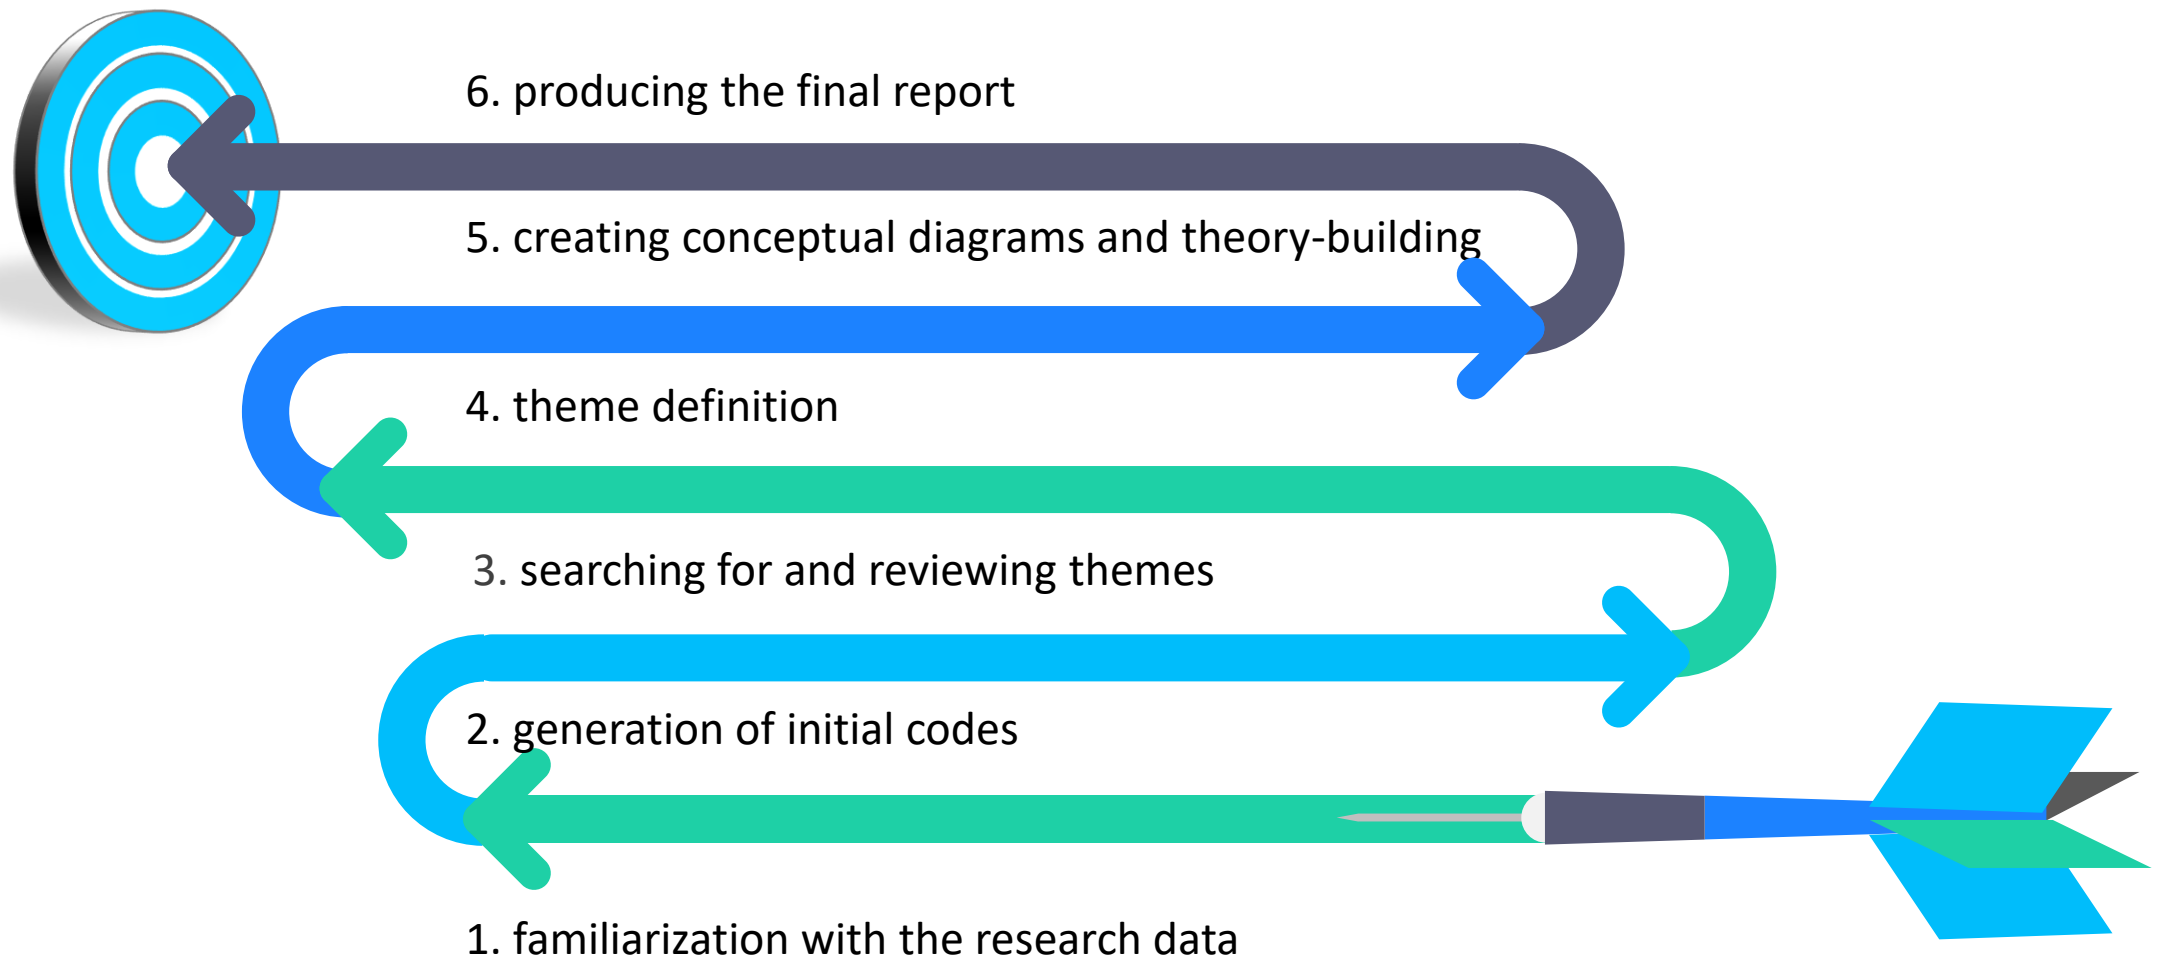 6. producing the final report
5. creating conceptual diagrams and theory-building
4. theme definition
3. searching for and reviewing themes
2. generation of initial codes
1. familiarization with the research data